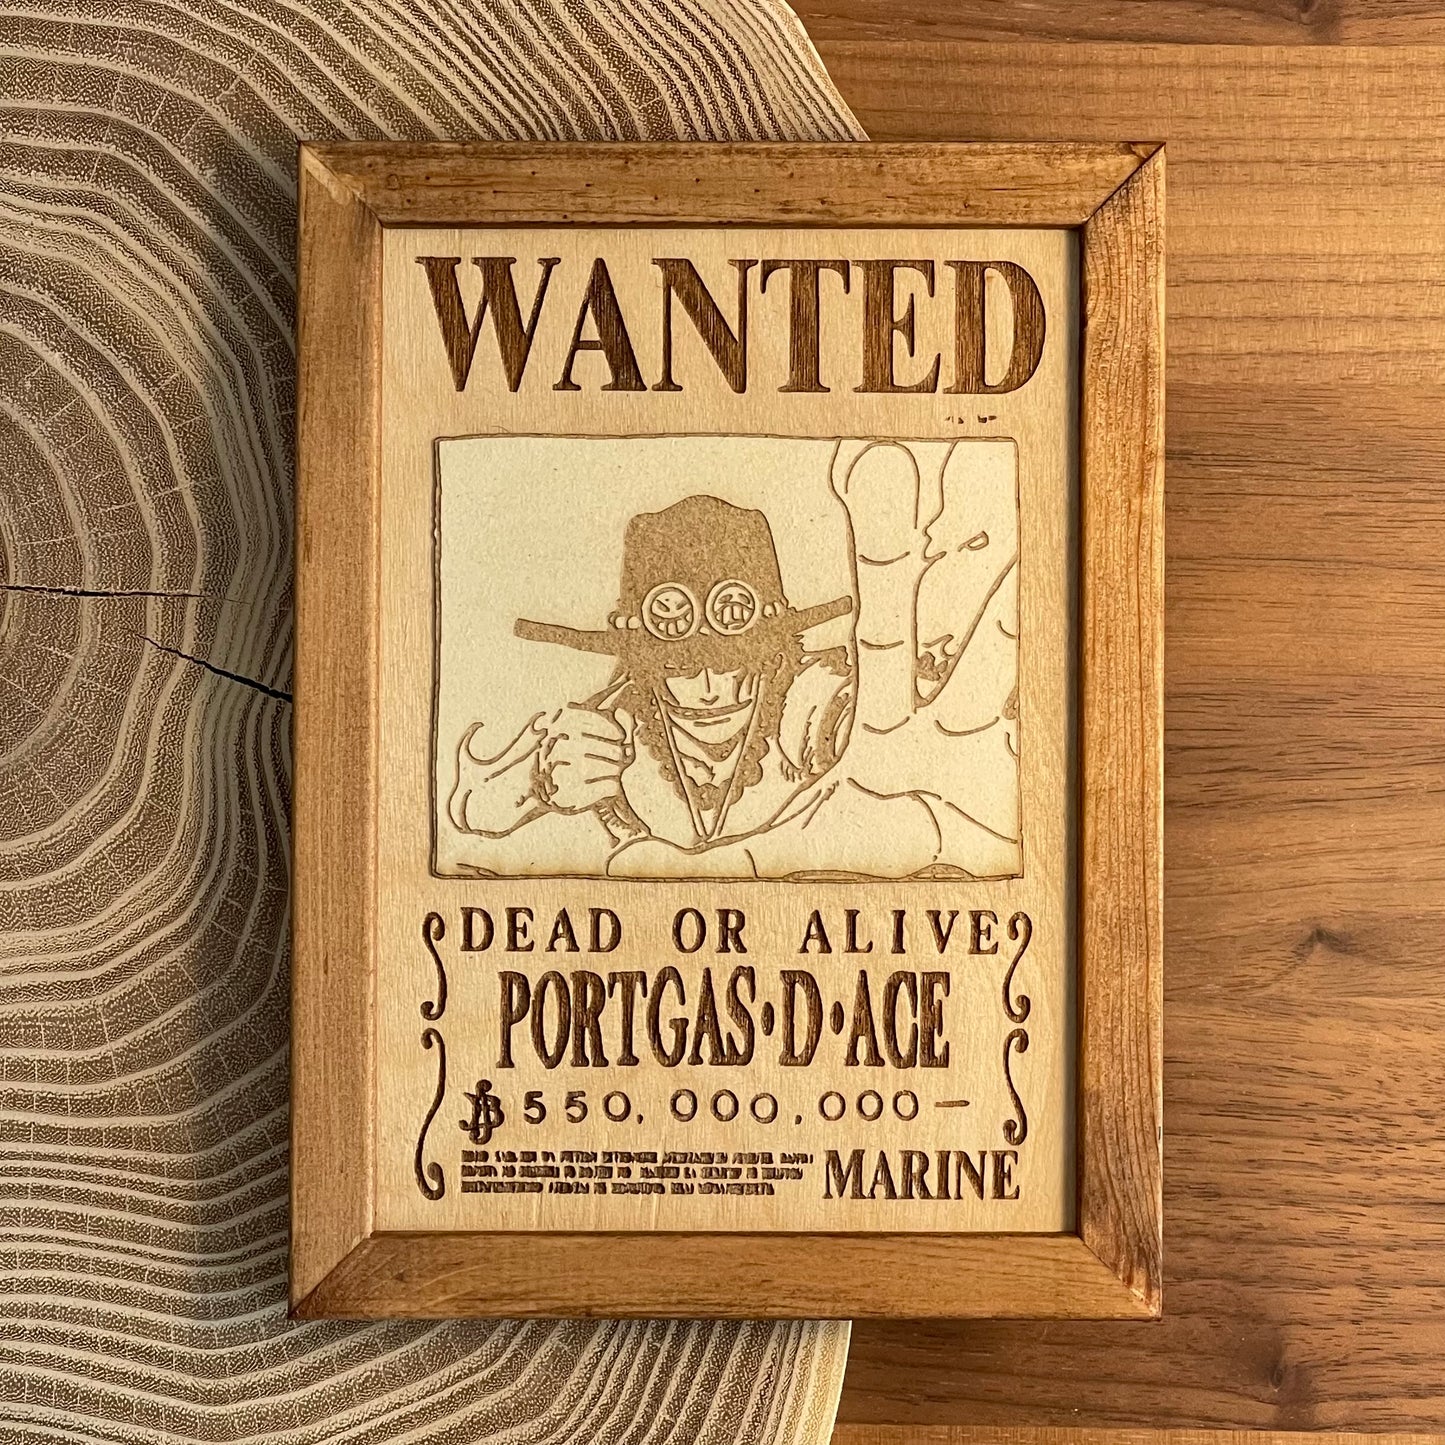 WANTED
DEAD OR ALIVE
PORTGAS·D·ACE
฿ 550,000,000-
MARINE